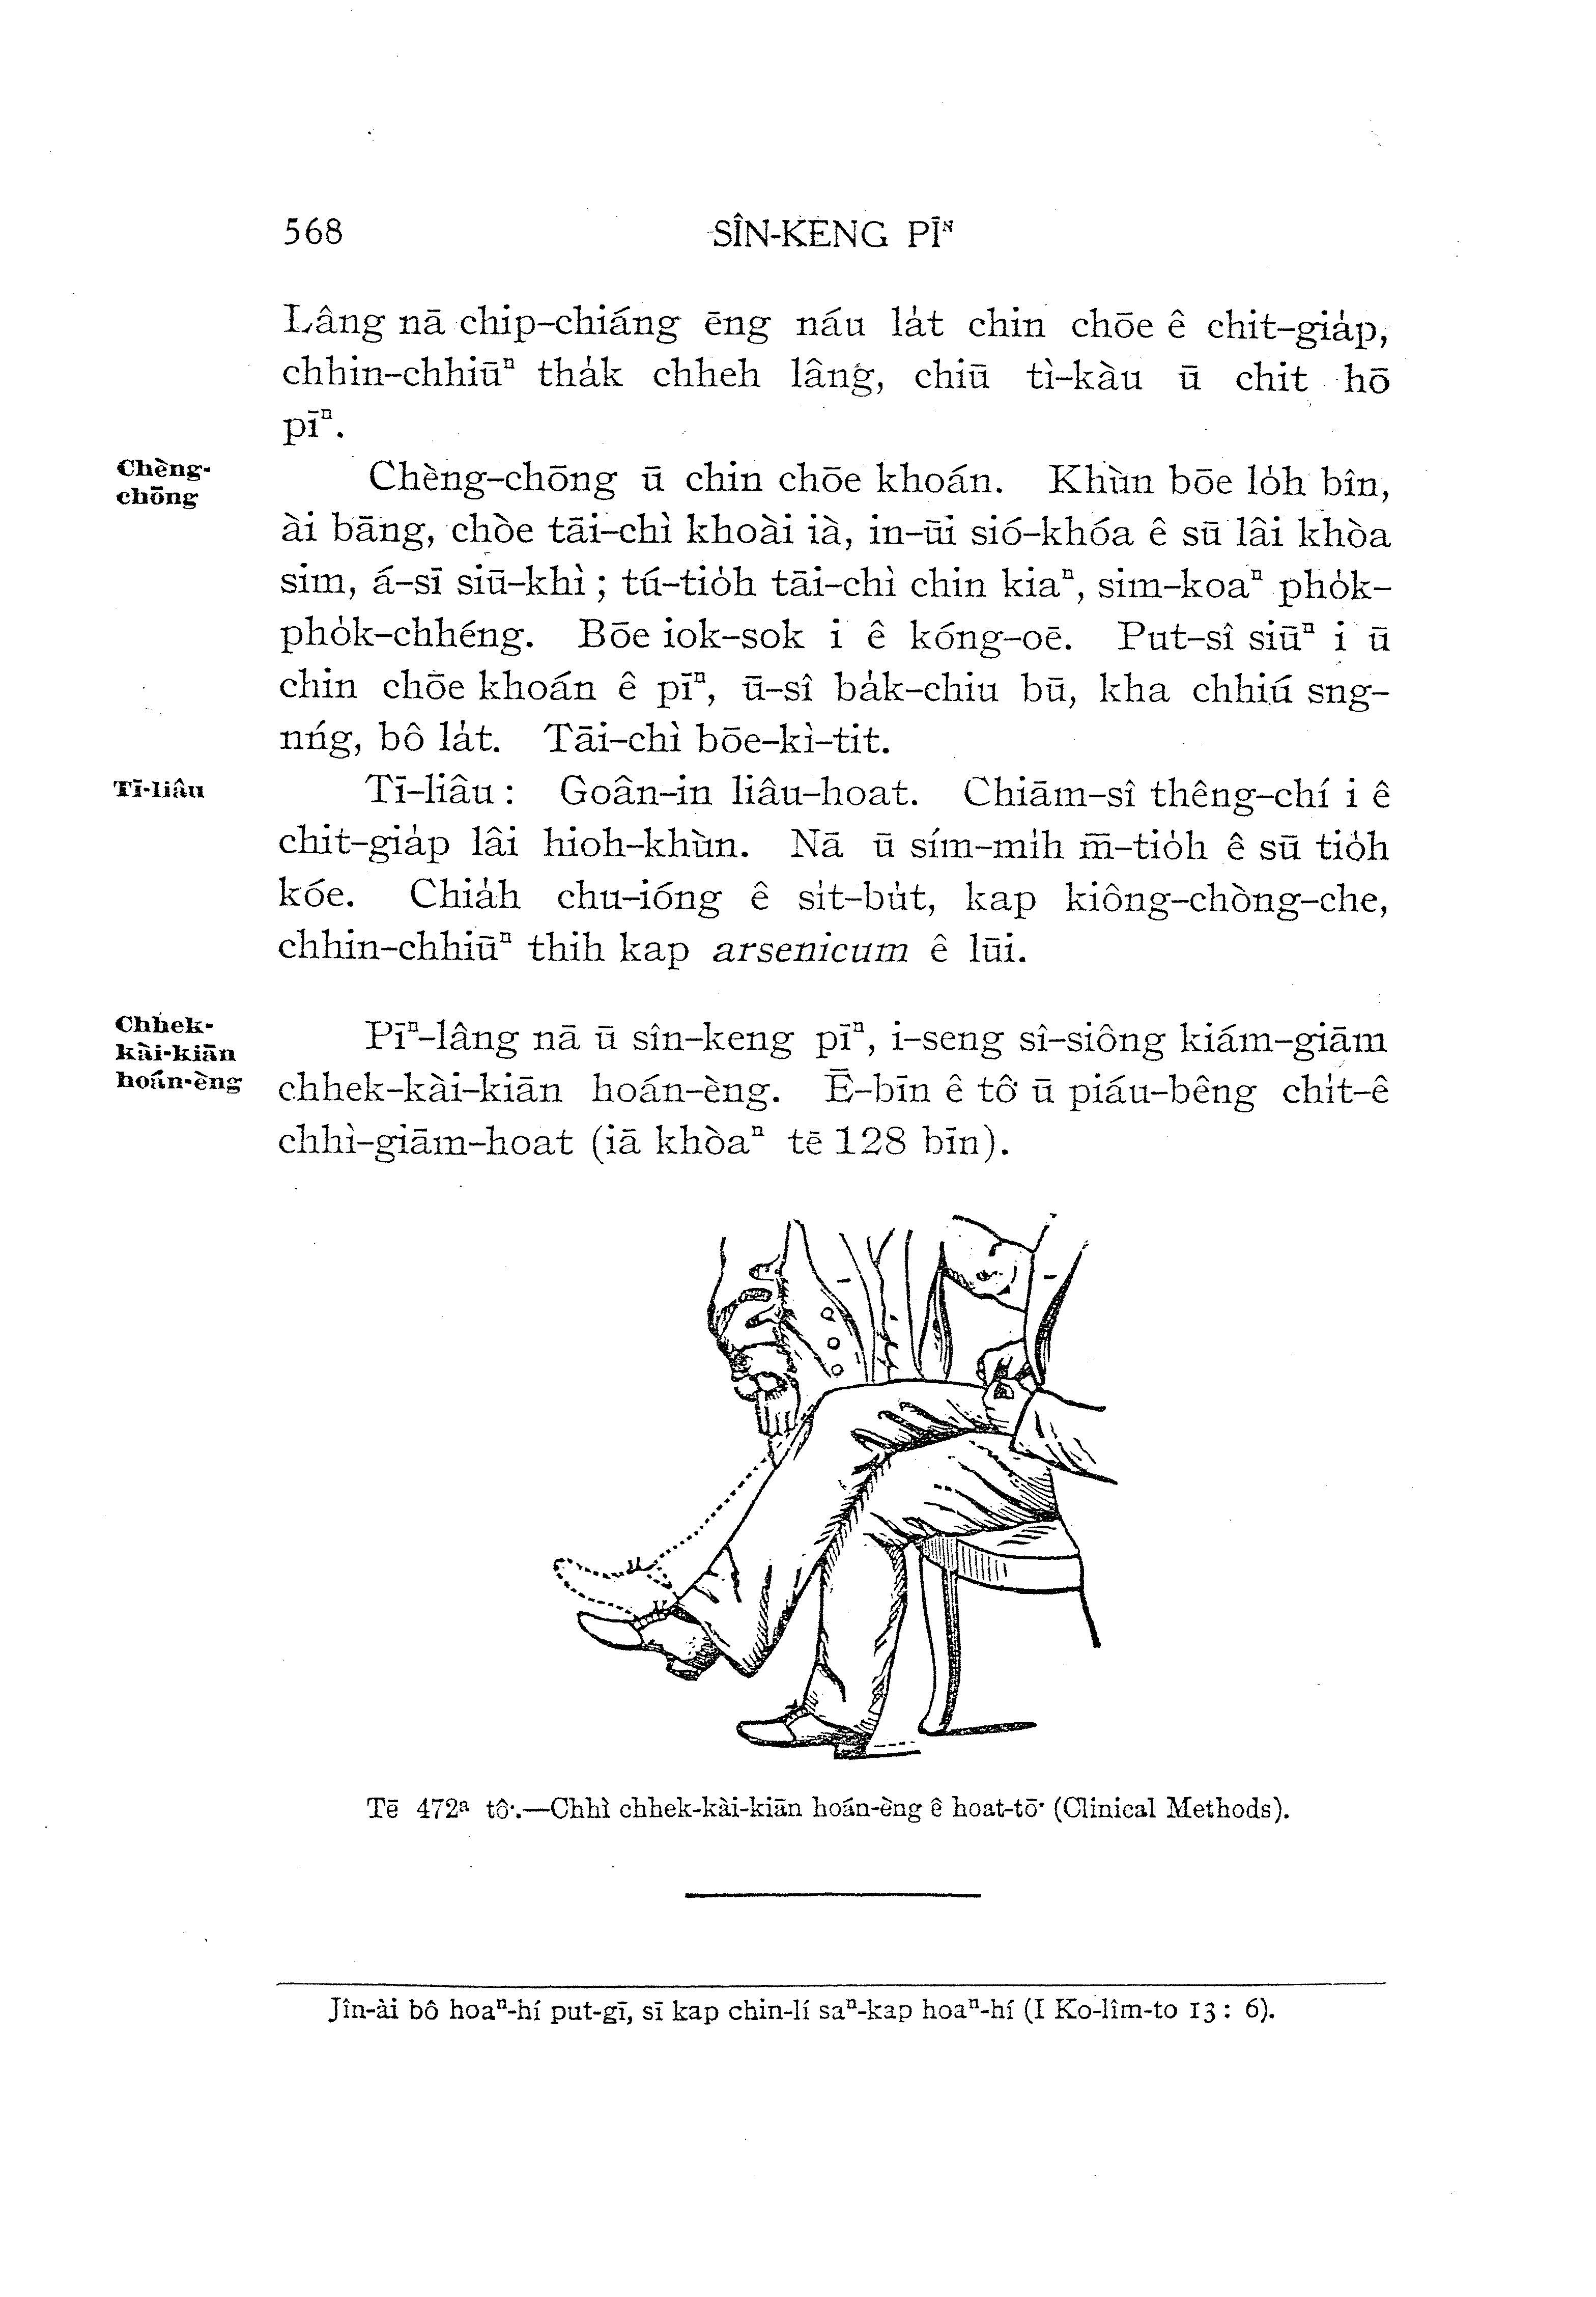 568 SÎN-KENG PĪᴺ
Lâng nā chip-chiáng ēng náu la̍t chin chōe ê chit-gia̍p,
chhin-chhiūⁿ tha̍k chheh lâng, chiū tì-kàu ū chit hō
pīⁿ.
Chèng-
chōng
Chèng-chōng ū chin chōe khoán. Khùn bōe lo̍h bîn,
ài bāng, chòe tāi-chì khoài ià, in-ūi sió-khóa ê sū lâi khòa
sim, á-sī siū-khì; tú-tio̍h tāi-chì chin kiaⁿ, sim-koaⁿ pho̍k-
pho̍k-chhéng. Bōe iok-sok i ê kóng-oē. Put-sî siūⁿ i ū
chin chōe khoán ê pīⁿ, ū-sî ba̍k-chiu bū, kha chhiú sng-
nńg, bô la̍t. Tāi-chì bōe-kì-tit.
Tī-liâu
Tī-liâu: Goân-in liâu-hoat. Chiām-sî thêng-chí i ê
chit-gia̍p lâi hioh-khùn. Nā ū sím-mi̍h m̄-tio̍h ê sū tio̍h
kóe. Chia̍h chu-ióng ê si̍t-bu̍t, kap kiông-chòng-che,
chhin-chhiūⁿ thih kap arsenicum ê lūi.
Chhek-
kài-kiān
hoán-èng
Pīⁿ-lâng nā ū sîn-keng pīⁿ, i-seng sî-siông kiám-giām
chhek-kài-kiān hoán-èng. Ē-bīn ê tô͘ ū piáu-bêng chi̍t-ê
chhì-giām-hoat (iā khòaⁿ tē 128 bīn).
Tē 472ᵃ tô͘.—Chhì chhek-kài-kiān hoán-èng ê hoat-tō͘ (Clinical Methods).
Jîn-ài bô hoaⁿ-hí put-gī, sī kap chin-lí saⁿ-kap hoaⁿ-hí (I Ko-lîm-to 13: 6).